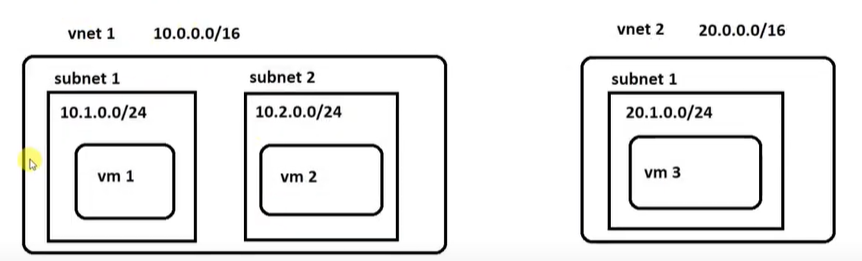 vnet 1 10.0.0.0/16
subnet 1
10.1.0.0/24
vm 1
subnet 2
10.2.0.0/24
vm 2
vnet 2 20.0.0.0/16
subnet 1
20.1.0.0/24
vm 3